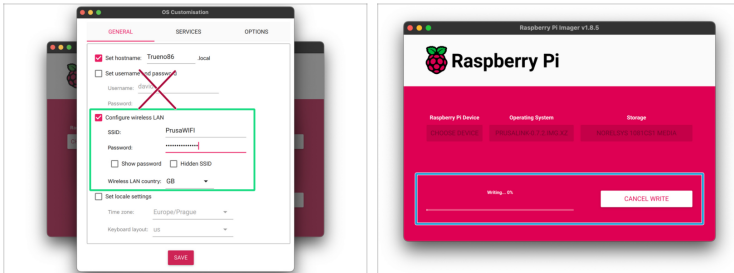 OS Customisation
GENERAL SERVICES OPTIONS
Set hostname: Trueno86 .local
Set username and password
Username:
Password:
Configure wireless LAN
SSID: PrusaWiFi
Password: ••••••••••••••••
Show password Hidden SSID
Wireless LAN country: GB
Set locale settings
Time zone: Europe/Prague
Keyboard layout: us
SAVE
Raspberry Pi Imager v1.8.5
Raspberry Pi
Raspberry Pi Device Operating System Storage
CHOOSE DEVICE
Writing... 0%
CANCEL WRITE